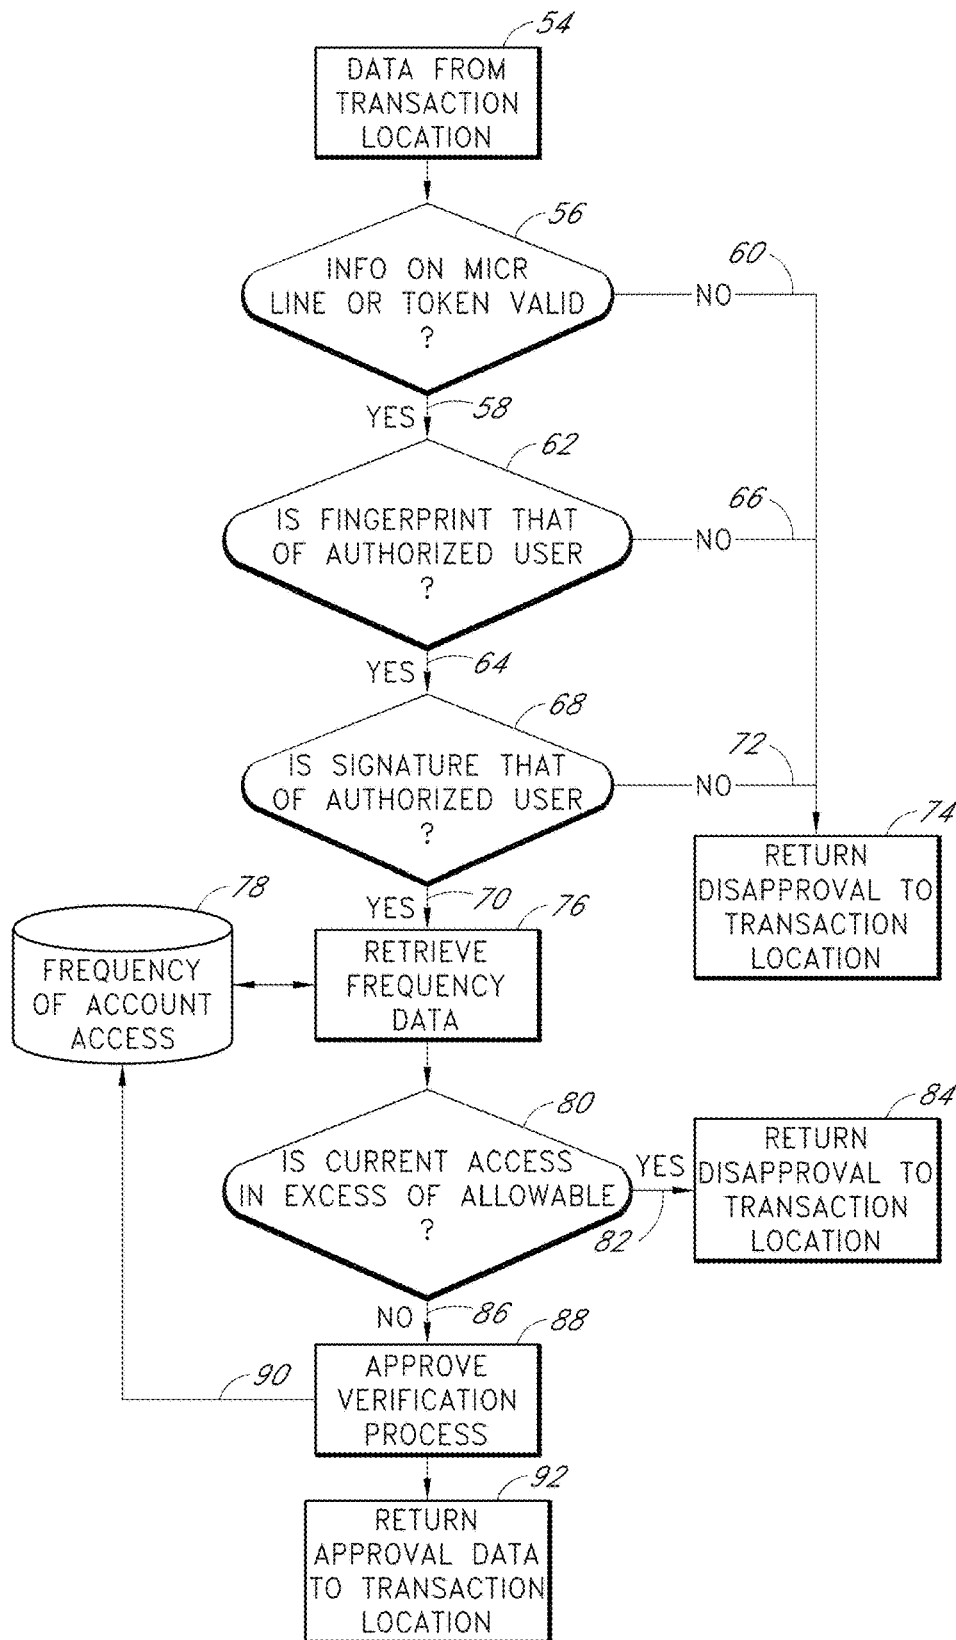 54
DATA FROM
TRANSACTION
LOCATION
56
INFO ON MICR
LINE OR TOKEN VALID
?
60
NO
YES
58
62
IS FINGERPRINT THAT
OF AUTHORIZED USER
?
66
NO
YES
64
68
IS SIGNATURE THAT
OF AUTHORIZED USER
?
72
NO
74
RETURN
DISAPPROVAL TO
TRANSACTION
LOCATION
YES
70
76
RETRIEVE
FREQUENCY
DATA
78
FREQUENCY
OF ACCOUNT
ACCESS
80
IS CURRENT ACCESS
IN EXCESS OF ALLOWABLE
?
YES
82
84
RETURN
DISAPPROVAL TO
TRANSACTION
LOCATION
NO
86
88
APPROVE
VERIFICATION
PROCESS
90
92
RETURN
APPROVAL DATA
TO TRANSACTION
LOCATION